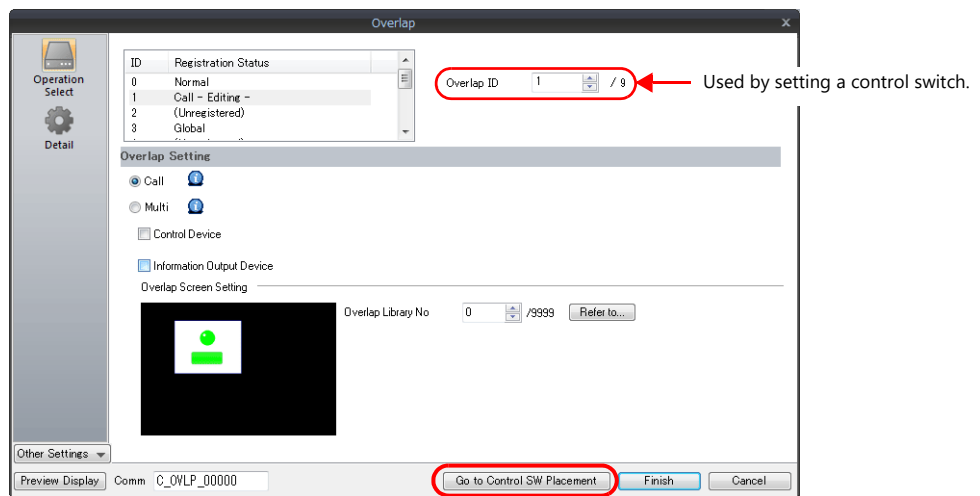 Overlap
x
Operation
Select
Detail
ID Registration Status
0 Normal
1 Call - Editing -
2 (Unregistered)
3 Global
Overlap ID 1 / 9
Used by setting a control switch.
Overlap Setting
Call
Multi
Control Device
Information Output Device
Overlap Screen Setting
Overlap Library No 0 /9999 Refer to...
Other Settings
Preview Display Comm C_OVLP_00000 Go to Control SW Placement Finish Cancel